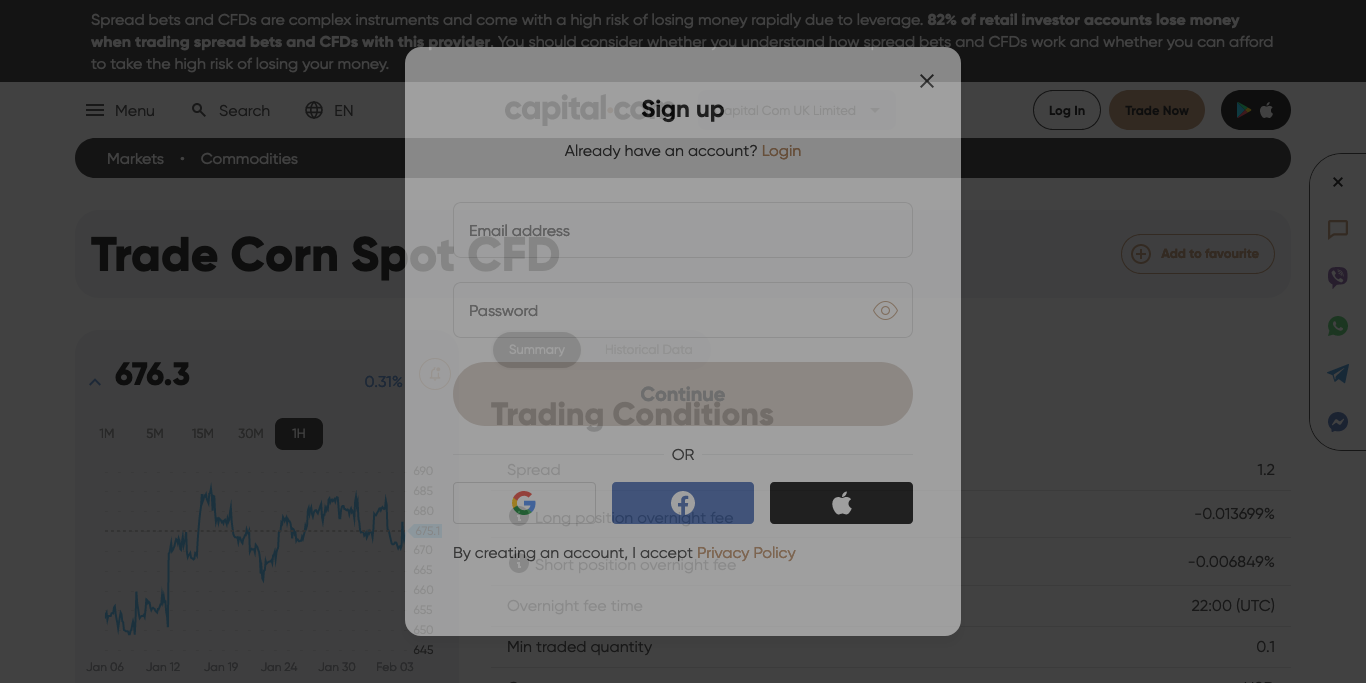 Spread bets and CFDs are complex instruments and come with a high risk of losing money rapidly due to leverage. 82% of retail investor accounts lose money
when trading spread bets and CFDs with this provider. You should consider whether you understand how spread bets and CFDs work and whether you can afford
to take the high risk of losing your money.
Menu Search EN
capital.com
Capital Com UK Limited
Log In Trade Now
Sign up
Markets • Commodities
Already have an account? Login
Email address
Trade Corn Spot CFD
Add to favourite
Password
Summary Historical Data
676.3 0.31%
Continue
Trading Conditions
1M 5M 15M 30M 1H
OR
690
685
680
675.1
670
665
660
655
650
645
Jan 06 Jan 12 Jan 19 Jan 24 Jan 30 Feb 03
Spread 1.2
Long position overnight fee -0.013699%
By creating an account, I accept Privacy Policy
Short position overnight fee -0.006849%
Overnight fee time 22:00 (UTC)
Min traded quantity 0.1